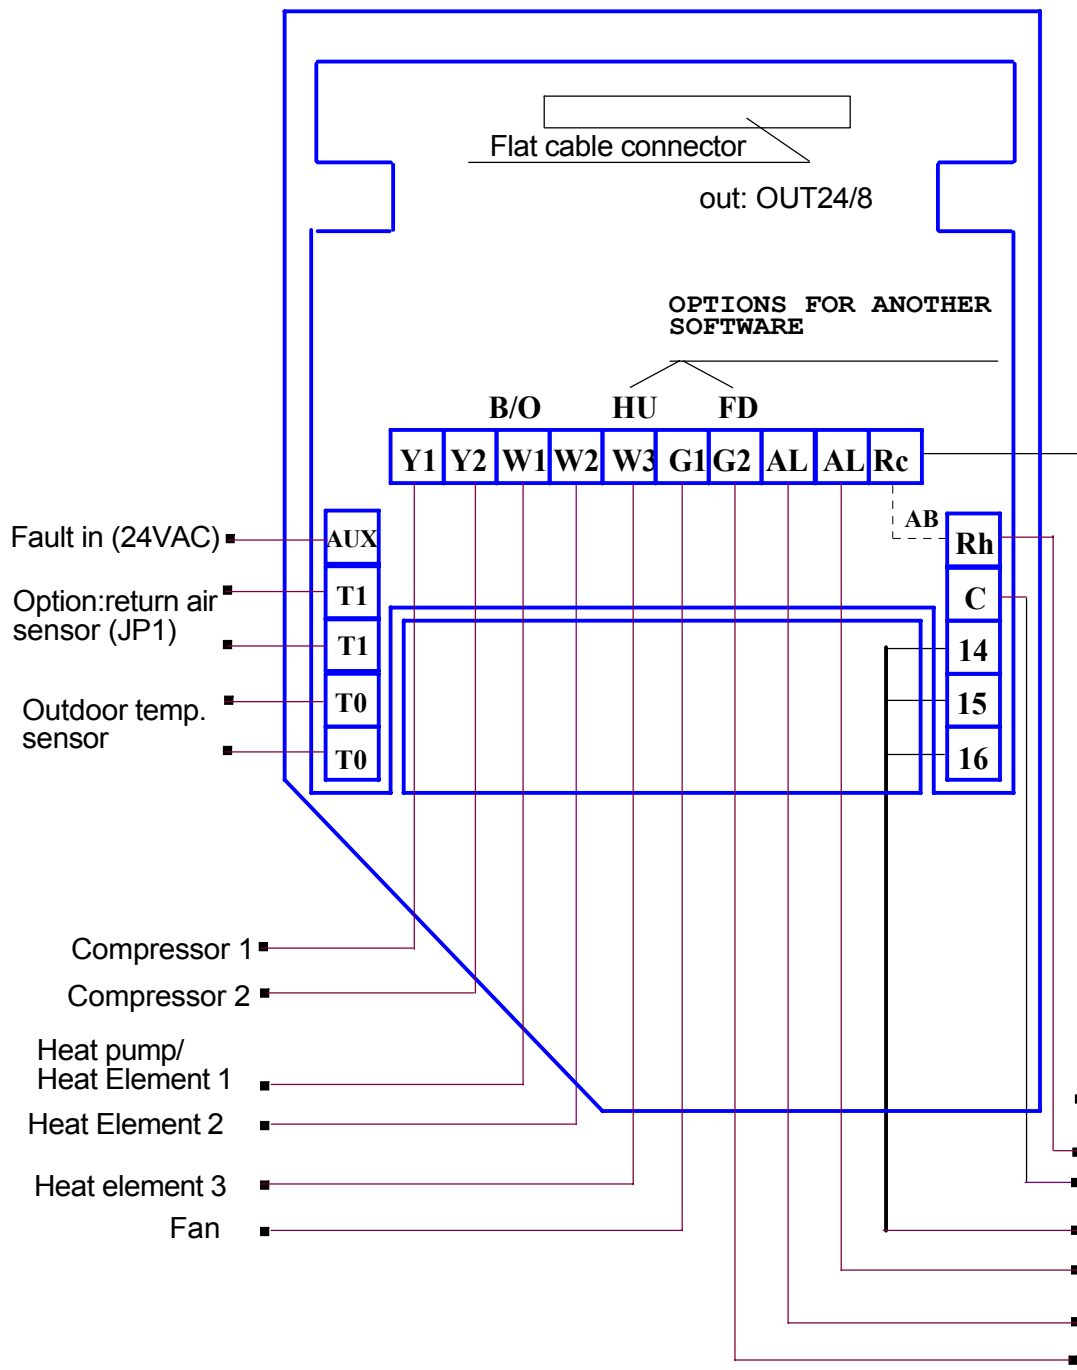 Flat cable connector
out: OUT24/8
OPTIONS FOR ANOTHER
SOFTWARE
B/O HU FD
Y1 Y2 W1 W2 W3 G1 G2 AL AL Rc
AB
Fault in (24VAC)
AUX
Rh
Option:return air
sensor (JP1)
T1
C
T1
14
Outdoor temp.
sensor
T0
15
T0
16
Compressor 1
Compressor 2
Heat pump/
Heat Element 1
Heat Element 2
Heat element 3
Fan